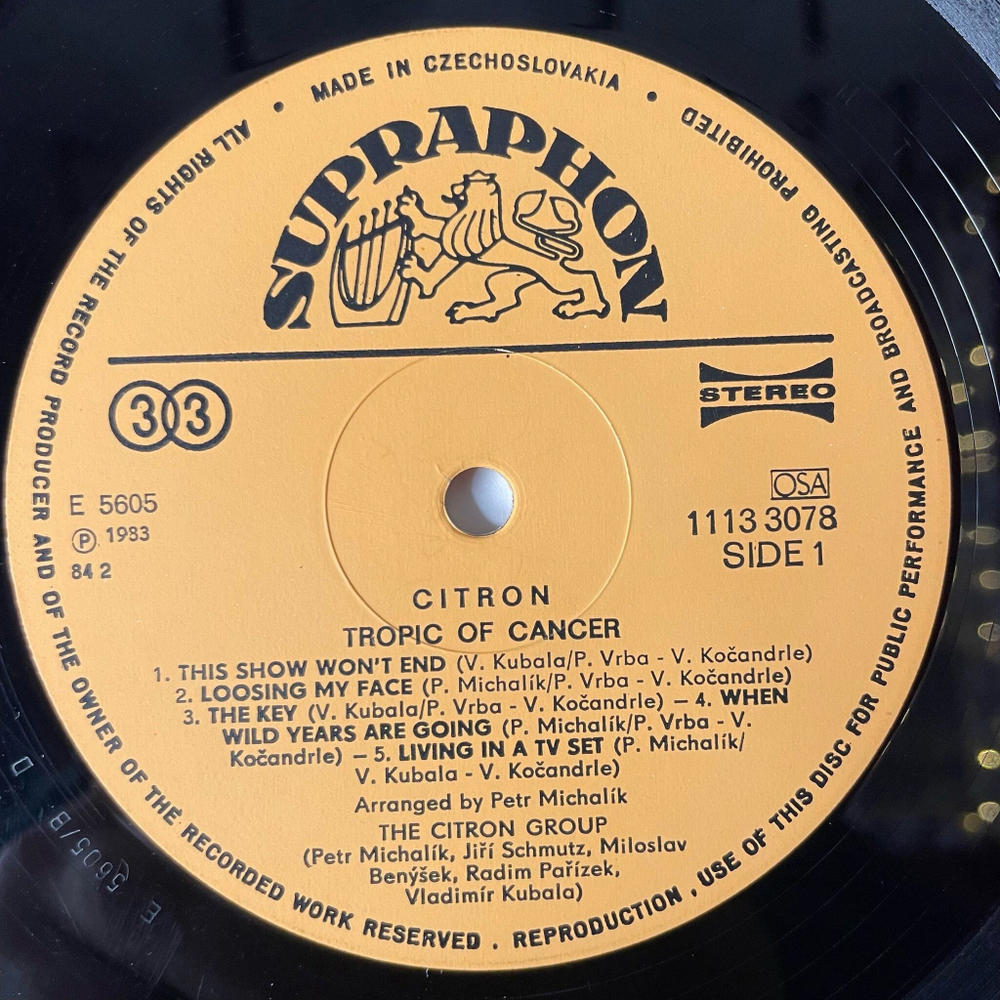 MADE IN CZECHOSLOVAKIA
ALL RIGHTS OF THE RECORD PRODUCER AND OF THE OWNER OF THE RECORDED WORK RESERVED . REPRODUCTION , USE OF THIS DISC FOR PUBLIC PERFORMANCE AND BROADCASTING PROHIBITED
SUPRAPHON
33
STEREO
E 5605
Ⓟ 1983
84 2
OSA
1113 3078
SIDE 1
CITRON
TROPIC OF CANCER
1. THIS SHOW WON'T END (V. Kubala/P. Vrba - V. Kočandrle)
2. LOOSING MY FACE (P. Michalík/P. Vrba - V. Kočandrle)
3. THE KEY (V. Kubala/P. Vrba - V. Kočandrle) – 4. WHEN
WILD YEARS ARE GOING (P. Michalík/P. Vrba - V.
Kočandrle) – 5. LIVING IN A TV SET (P. Michalík/
V. Kubala - V. Kočandrle)
Arranged by Petr Michalík
THE CITRON GROUP
(Petr Michalík, Jiří Schmutz, Miloslav
Benýšek, Radim Pařízek,
Vladimír Kubala)
E 5605/B D